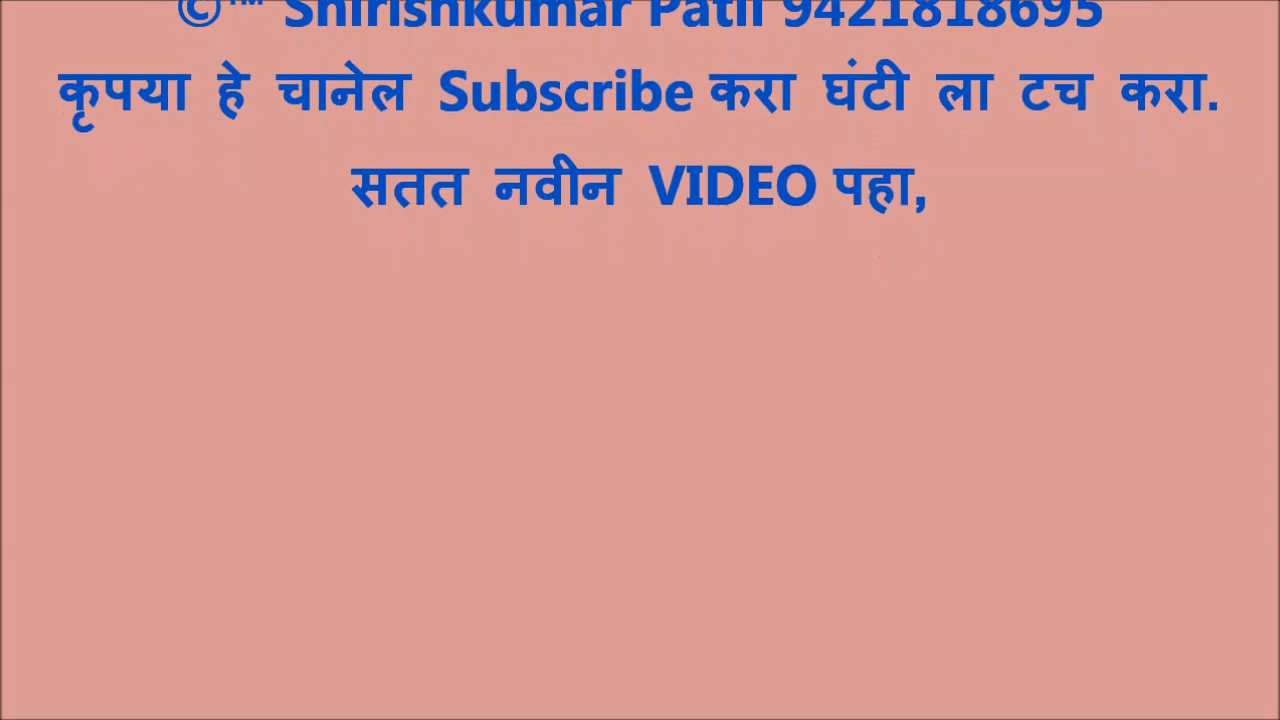 ©™ Shirishkumar Patil 9421818695
कृपया हे चानेल Subscribe करा घंटी ला टच करा.
सतत नवीन VIDEO पहा,